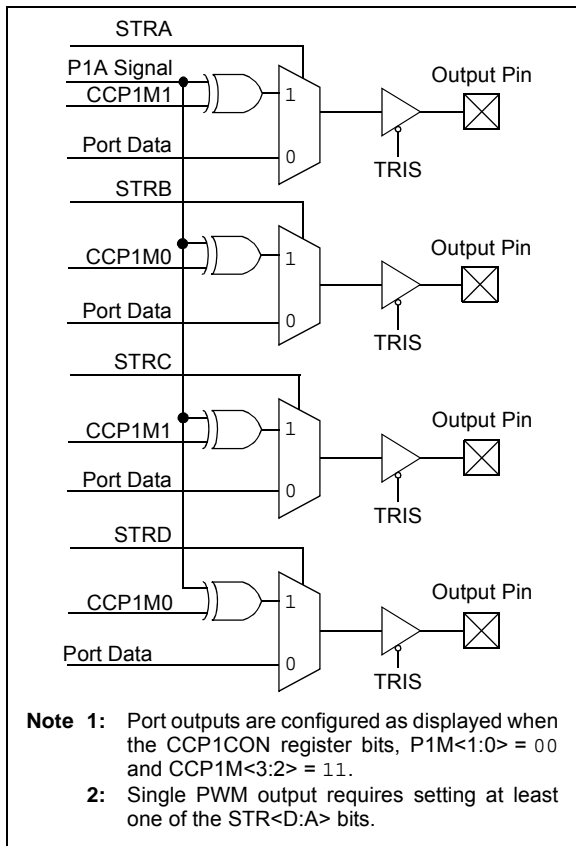 STRA
P1A Signal
Output Pin
CCP1M1
1
Port Data
0
TRIS
STRB
Output Pin
CCP1M0
1
Port Data
0
TRIS
STRC
Output Pin
CCP1M1
1
Port Data
0
TRIS
STRD
Output Pin
CCP1M0
1
Port Data
0
TRIS
Note 1: Port outputs are configured as displayed when
the CCP1CON register bits, P1M<1:0> = 00
and CCP1M<3:2> = 11.
2: Single PWM output requires setting at least
one of the STR<D:A> bits.